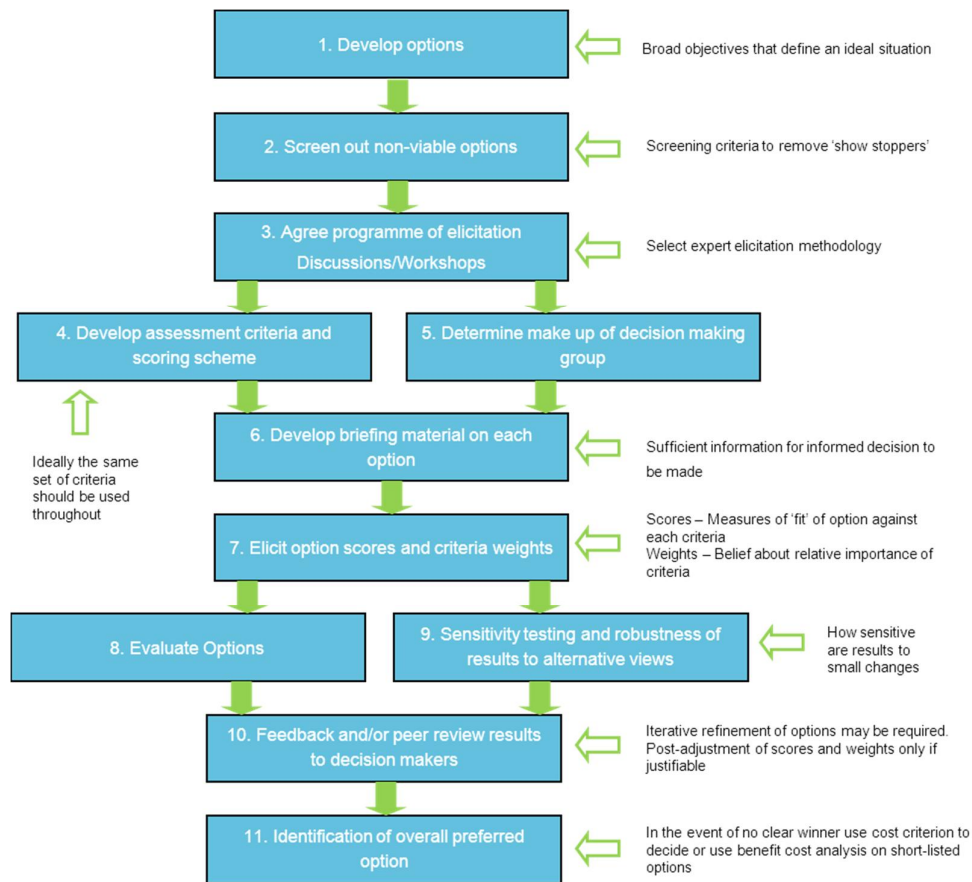 1. Develop options
Broad objectives that define an ideal situation
2. Screen out non-viable options
Screening criteria to remove ‘show stoppers’
3. Agree programme of elicitation
Discussions/Workshops
Select expert elicitation methodology
4. Develop assessment criteria and
scoring scheme
5. Determine make up of decision making
group
Ideally the same
set of criteria
should be used
throughout
6. Develop briefing material on each
option
Sufficient information for informed decision to
be made
7. Elicit option scores and criteria weights
Scores – Measures of ‘fit’ of option against
each criteria
Weights – Belief about relative importance of
criteria
8. Evaluate Options
9. Sensitivity testing and robustness of
results to alternative views
How sensitive
are results to
small changes
10. Feedback and/or peer review results
to decision makers
Iterative refinement of options may be required.
Post-adjustment of scores and weights only if
justifiable
11. Identification of overall preferred
option
In the event of no clear winner use cost criterion to
decide or use benefit cost analysis on short-listed
options